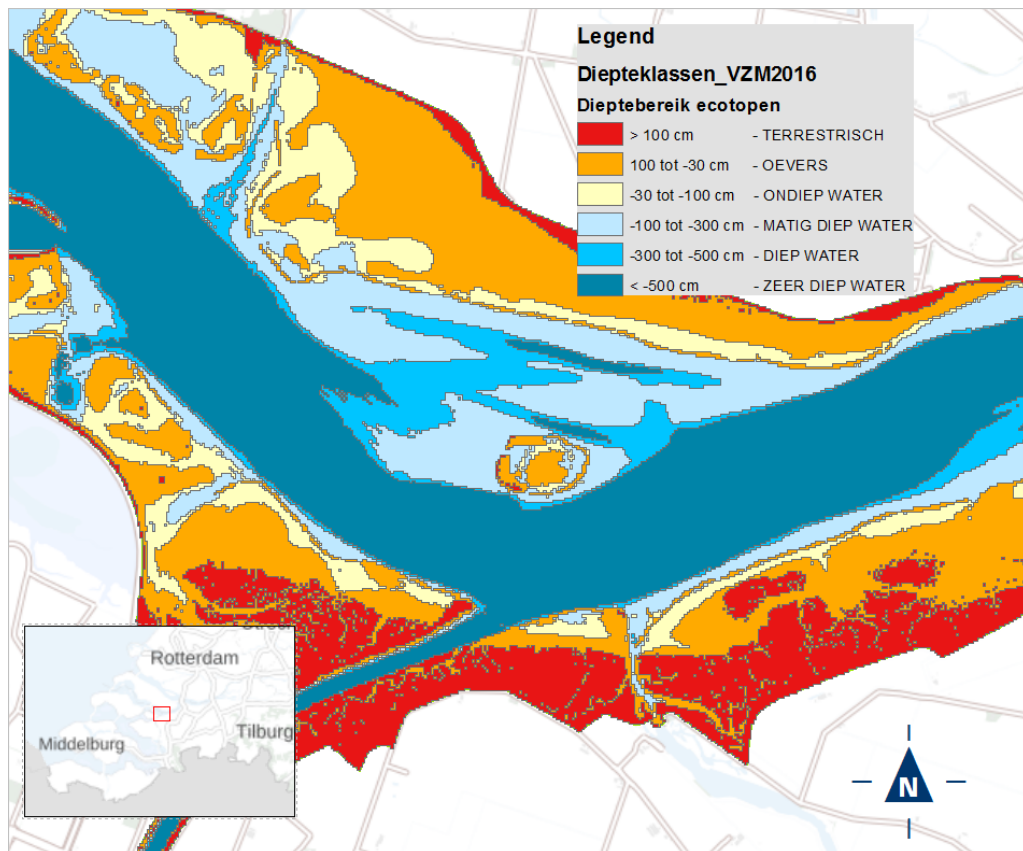 Legend
Diepteklassen_VZM2016
Dieptebereik ecotopen
> 100 cm - TERRESTRISCH
100 tot -30 cm - OEVERS
-30 tot -100 cm - ONDIEP WATER
-100 tot -300 cm - MATIG DIEP WATER
-300 tot -500 cm - DIEP WATER
< -500 cm - ZEER DIEP WATER
Rotterdam
Tilburg
Middelburg
N